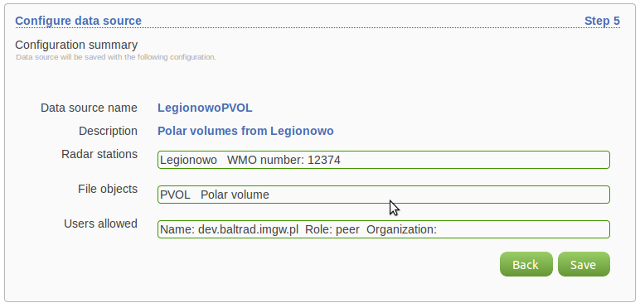 Configure data source Step 5
Configuration summary
Data source will be saved with the following configuration.
Data source name LegionowoPVOL
Description Polar volumes from Legionowo
Radar stations Legionowo WMO number: 12374
File objects PVOL Polar volume
Users allowed Name: dev.baltrad.imgw.pl Role: peer Organization:
Back Save